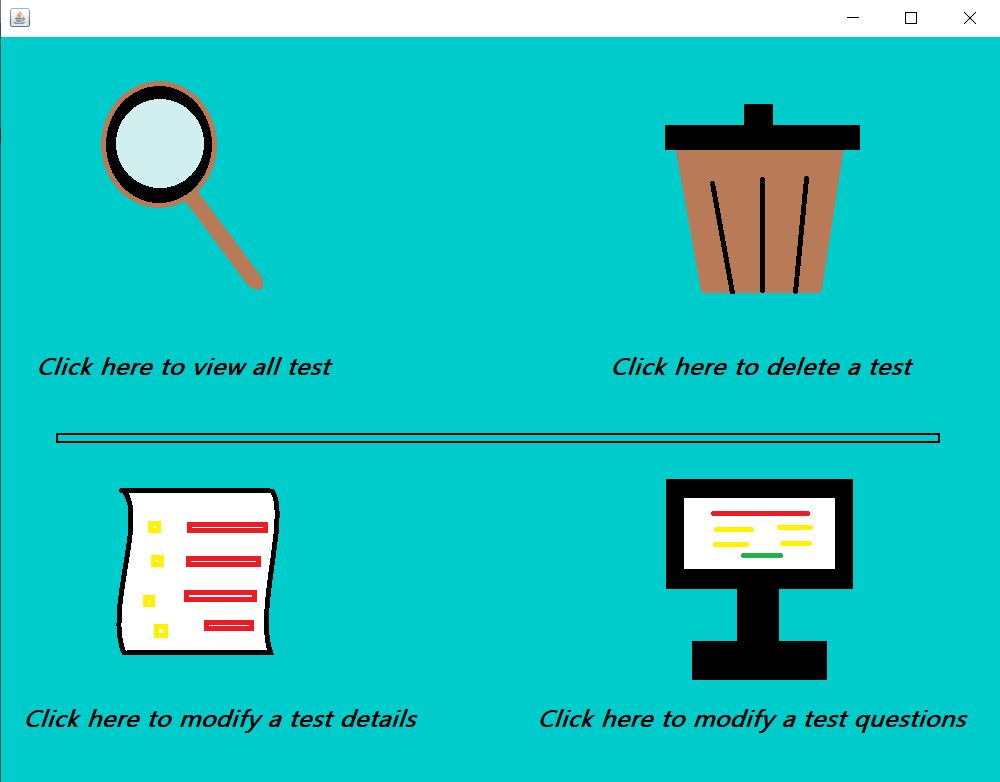 Click here to view all test
Click here to delete a test
Click here to modify a test details
Click here to modify a test questions